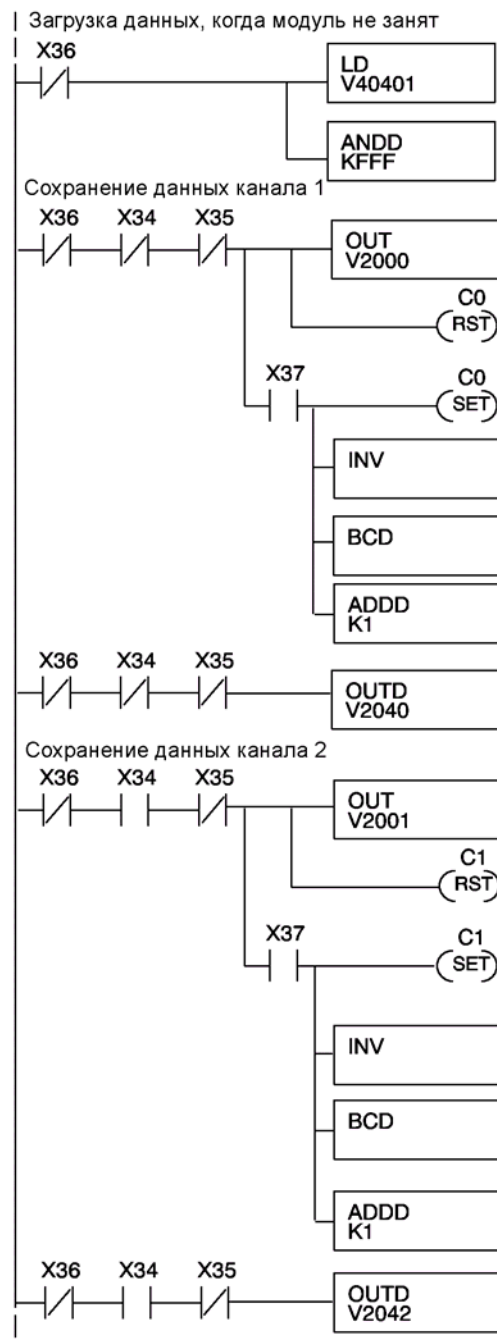 Загрузка данных, когда модуль не занят
X36
LD
V40401
ANDD
KFFF
Сохранение данных канала 1
X36 X34 X35
OUT
V2000
C0
RST
X37 C0
SET
INV
BCD
ADDD
K1
X36 X34 X35
OUTD
V2040
Сохранение данных канала 2
X36 X34 X35
OUT
V2001
C1
RST
X37 C1
SET
INV
BCD
ADDD
K1
X36 X34 X35
OUTD
V2042